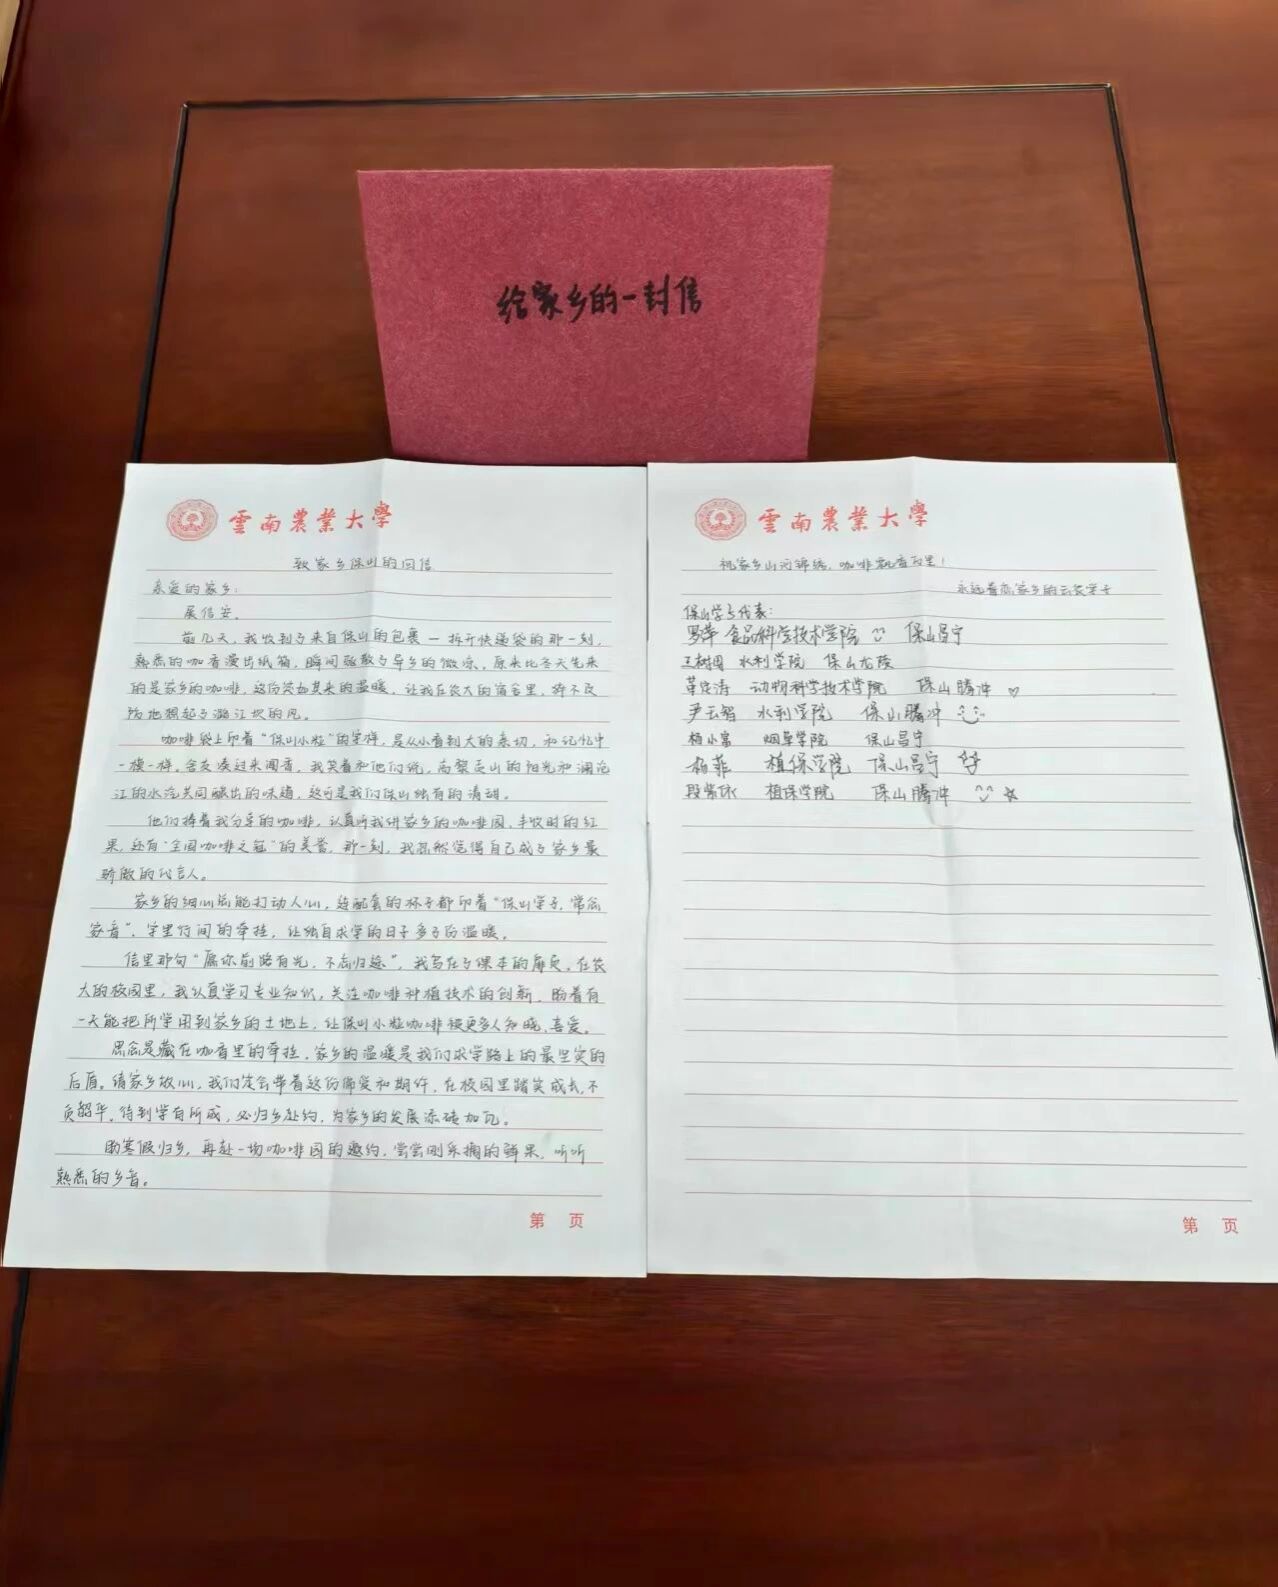 给家乡的一封信
雲南農業大學
致家乡保山的回信
亲爱的家乡：
展信安。
前几天，我收到了来自保山的包裹一拆开快递袋的那一刻，
熟悉的咖香漫出纸箱，瞬间驱散了异乡的微凉，原来比冬天先来
的是家乡的咖啡，这份突如其来的温暖，让我在农大的宿舍里，猝不及
防地想起了潞江坝的风。
咖啡袋上印着“保山小粒”的字样，是从小看到大的亲切，和记忆中
一模一样。舍友凑过来闻香，我笑着和他们说，高黎贡山的阳光和澜沧
江的水汽共同酿出的味道，这可是我们保山独有的清甜。
他们捧着我分享的咖啡，认真听我讲家乡的咖啡园，丰收时的红
果，还有“全国咖啡之冠”的美誉，那一刻，我忽然觉得自己成了家乡最
骄傲的代言人。
家乡的细心总能打动人心，连配套的杯子都印着“保山学子，常念
家音”，字里行间的牵挂，让独自求学的日子多了份温暖。
信里那句“愿你前路有光，不忘归途”，我写在了课本的扉页。在农
大的校园里，我认真学习专业知识，关注咖啡种植技术的创新，盼着有
一天能把所学用到家乡的土地上，让保山小粒咖啡被更多人知晓、喜爱。
思念是藏在咖香里的牵挂，家乡的温暖是我们求学路上的最坚实的
后盾。请家乡放心，我们定会带着这份偏爱和期许，在校园里踏实成长，不
负韶华。待到学有所成，必归乡赴约，为家乡的发展添砖加瓦。
盼寒假归乡，再赴一场咖啡园的邀约，尝尝刚采摘的鲜果，听听
熟悉的乡音。
第 页
雲南農業大學
祝家乡山河锦绣，咖啡飘香万里！
永远着家乡的云农学子
保山学子代表：
罗萍 食品科学技术学院 保山昌宁
王树国 水利学院 保山龙陵
定涛 动物科学技术学院 保山腾冲
尹云智 水利学院 保山腾冲
杨小富 烟草学院 保山昌宁
杨菲 植保学院 保山昌宁
段紫依 植保学院 保山腾冲
第 页